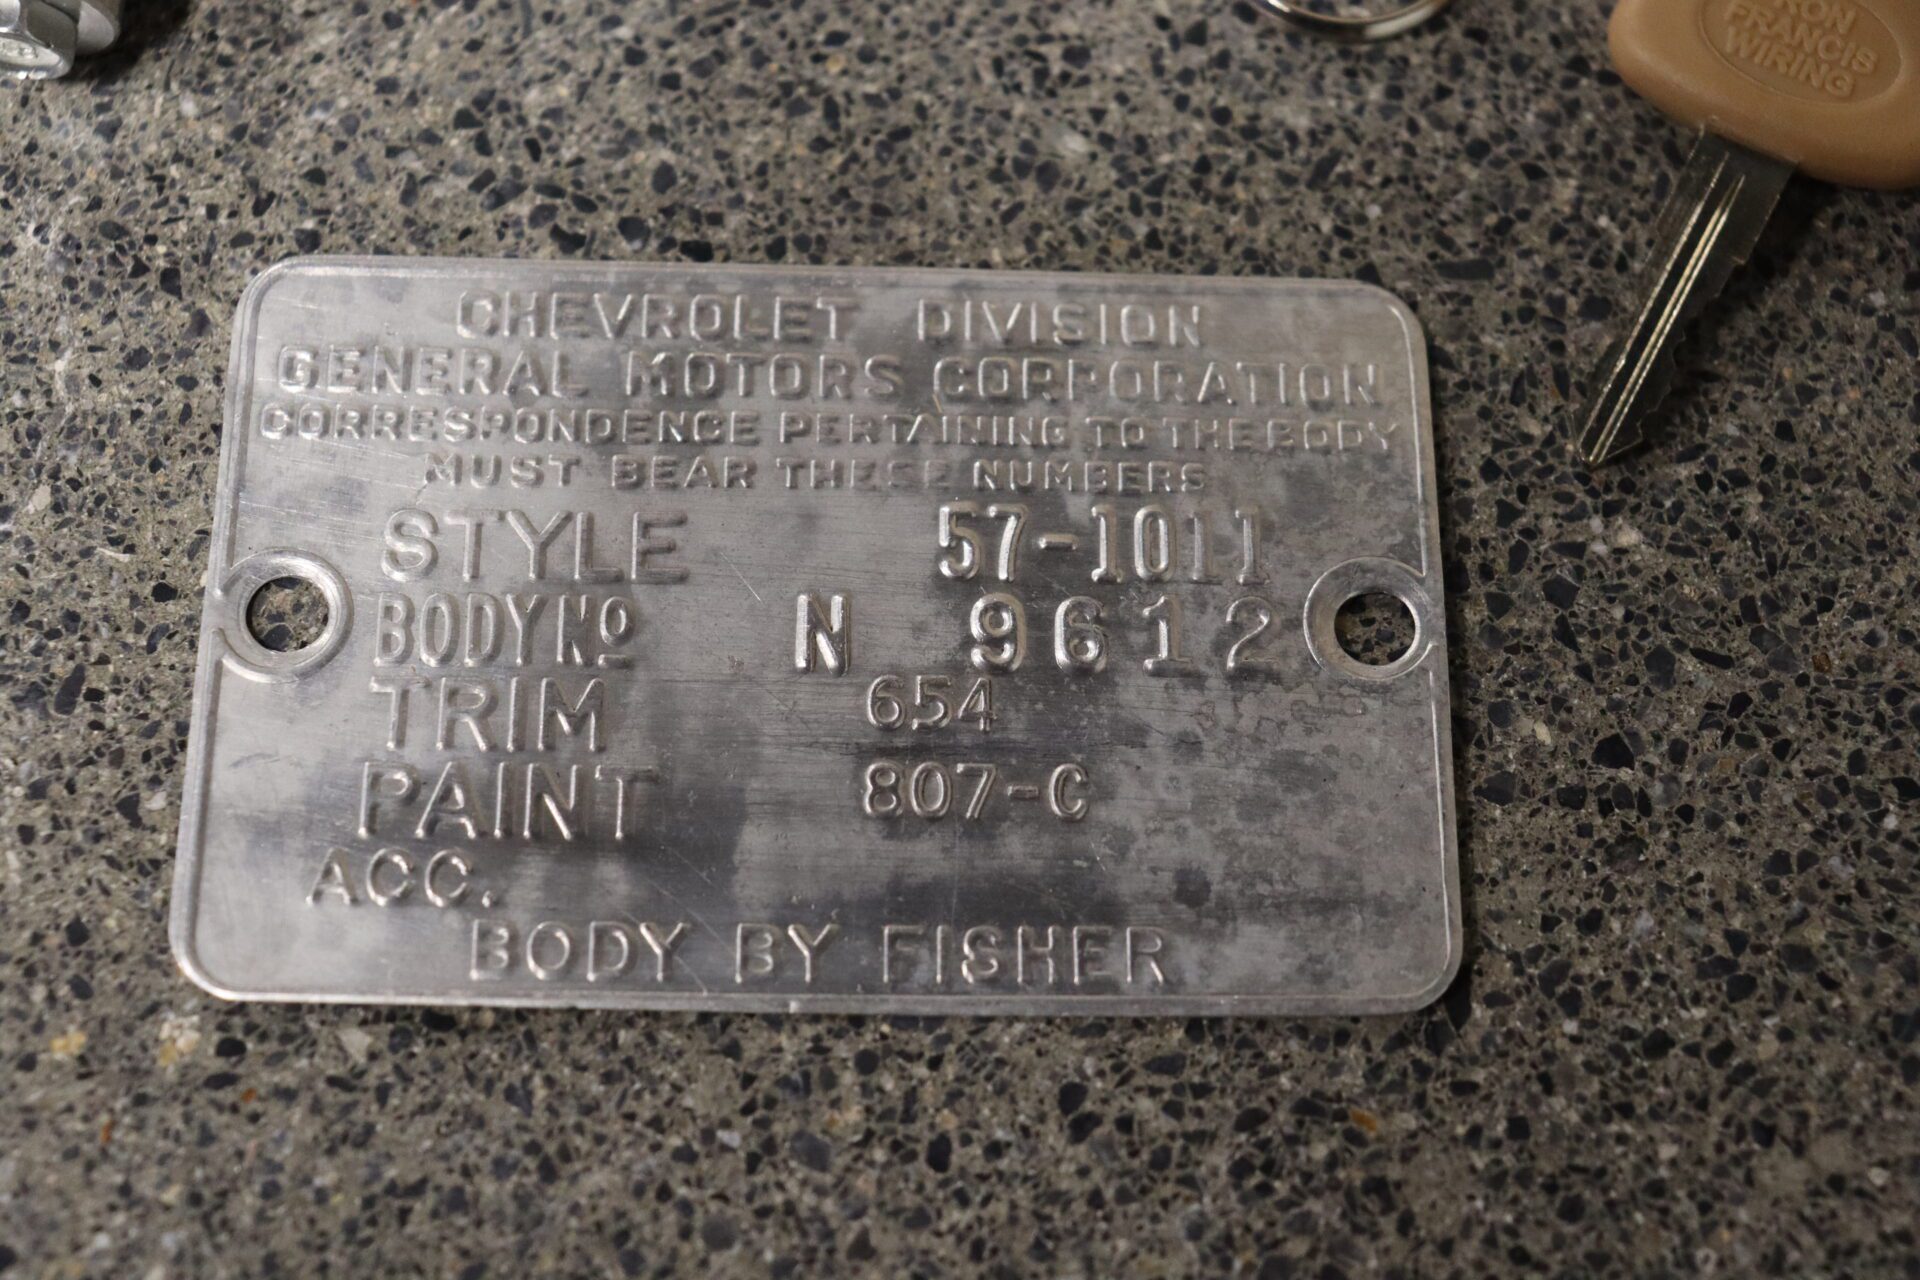 RON
FRANCIS
WIRING
CHEVROLET DIVISION
GENERAL MOTORS CORPORATION
CORRESPONDENCE PERTAINING TO THE BODY
MUST BEAR THESE NUMBERS
STYLE 57-1011
BODY Nº N 9612
TRIM 654
PAINT 807-C
ACC.
BODY BY FISHER